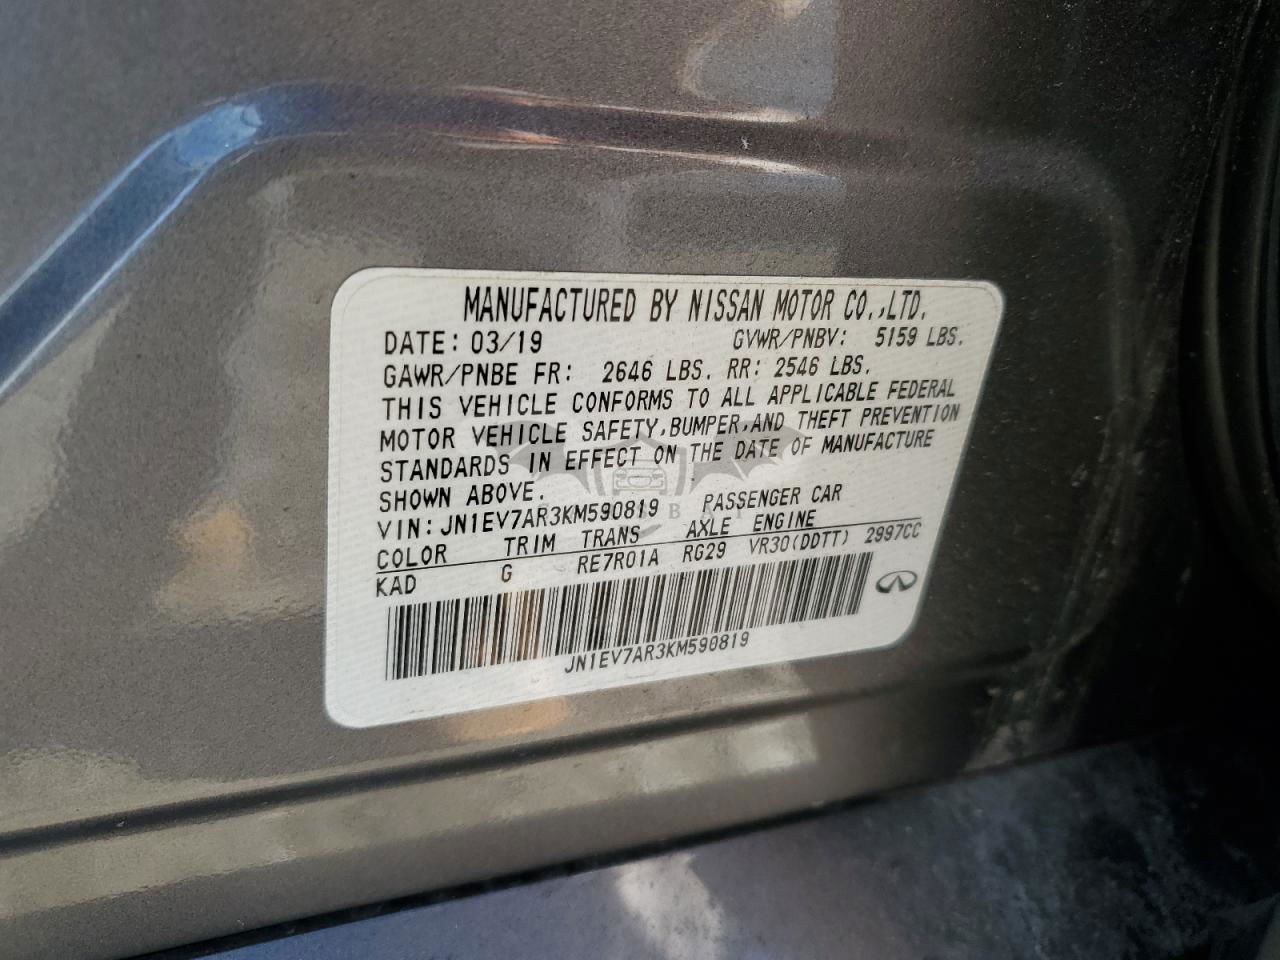 MANUFACTURED BY NISSAN MOTOR CO.,LTD.
DATE: 03/19 GVWR/PNBV: 5159 LBS.
GAWR/PNBE FR: 2646 LBS. RR: 2546 LBS.
THIS VEHICLE CONFORMS TO ALL APPLICABLE FEDERAL
MOTOR VEHICLE SAFETY,BUMPER,AND THEFT PREVENTION
STANDARDS IN EFFECT ON THE DATE OF MANUFACTURE
SHOWN ABOVE.
VIN:JN1EV7AR3KM590819 PASSENGER CAR
COLOR TRIM TRANS AXLE ENGINE
KAD G RE7R01A RG29 VR30(DDTT) 2997CC
JN1EV7AR3KM590819